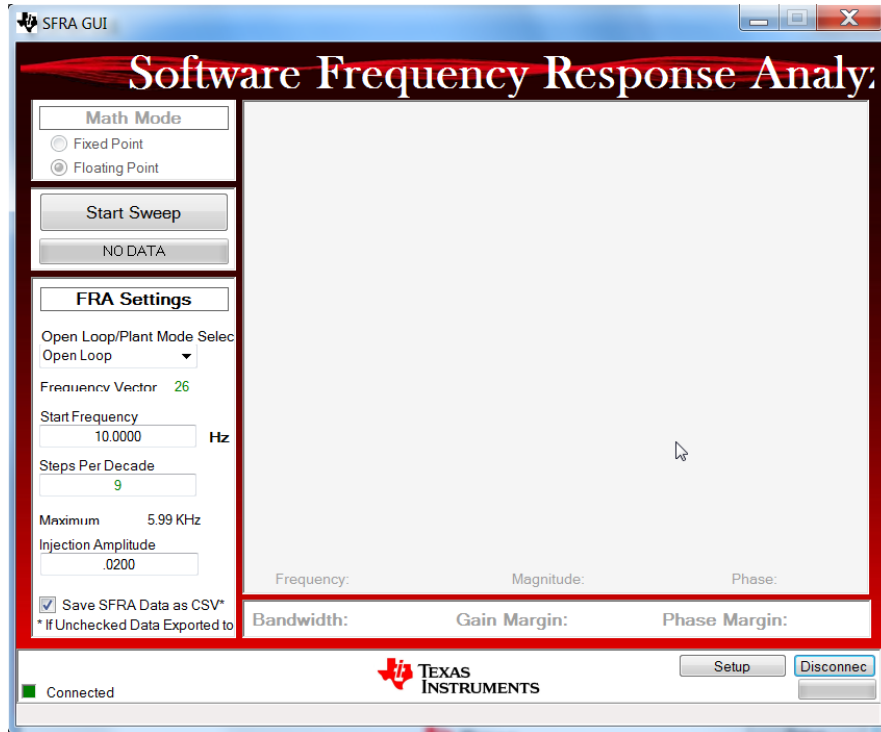 SFRA GUI
Software Frequency Response Analyz
Math Mode
Fixed Point
Floating Point
Start Sweep
NO DATA
FRA Settings
Open Loop/Plant Mode Selec
Open Loop
Frequency Vector 26
Start Frequency
10.0000 Hz
Steps Per Decade
9
Maximum 5.99 KHz
Injection Amplitude
.0200
Save SFRA Data as CSV*
* If Unchecked Data Exported to
Frequency: Magnitude: Phase:
Bandwidth: Gain Margin: Phase Margin:
Connected
TEXAS
INSTRUMENTS
Setup
Disconnec